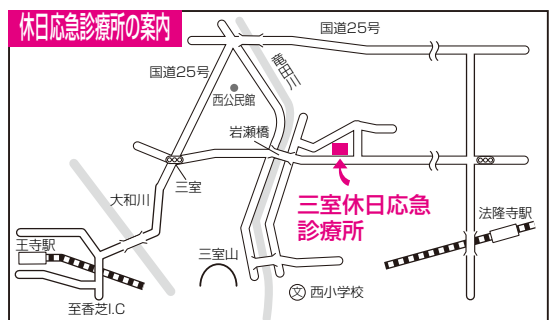 休日応急診療所の案内
国道25号
国道25号
竜田川
西公民館
岩瀬橋
三室
大和川
三室休日応急
診療所
法隆寺駅
王寺駅
三室山
文 西小学校
至香芝I.C